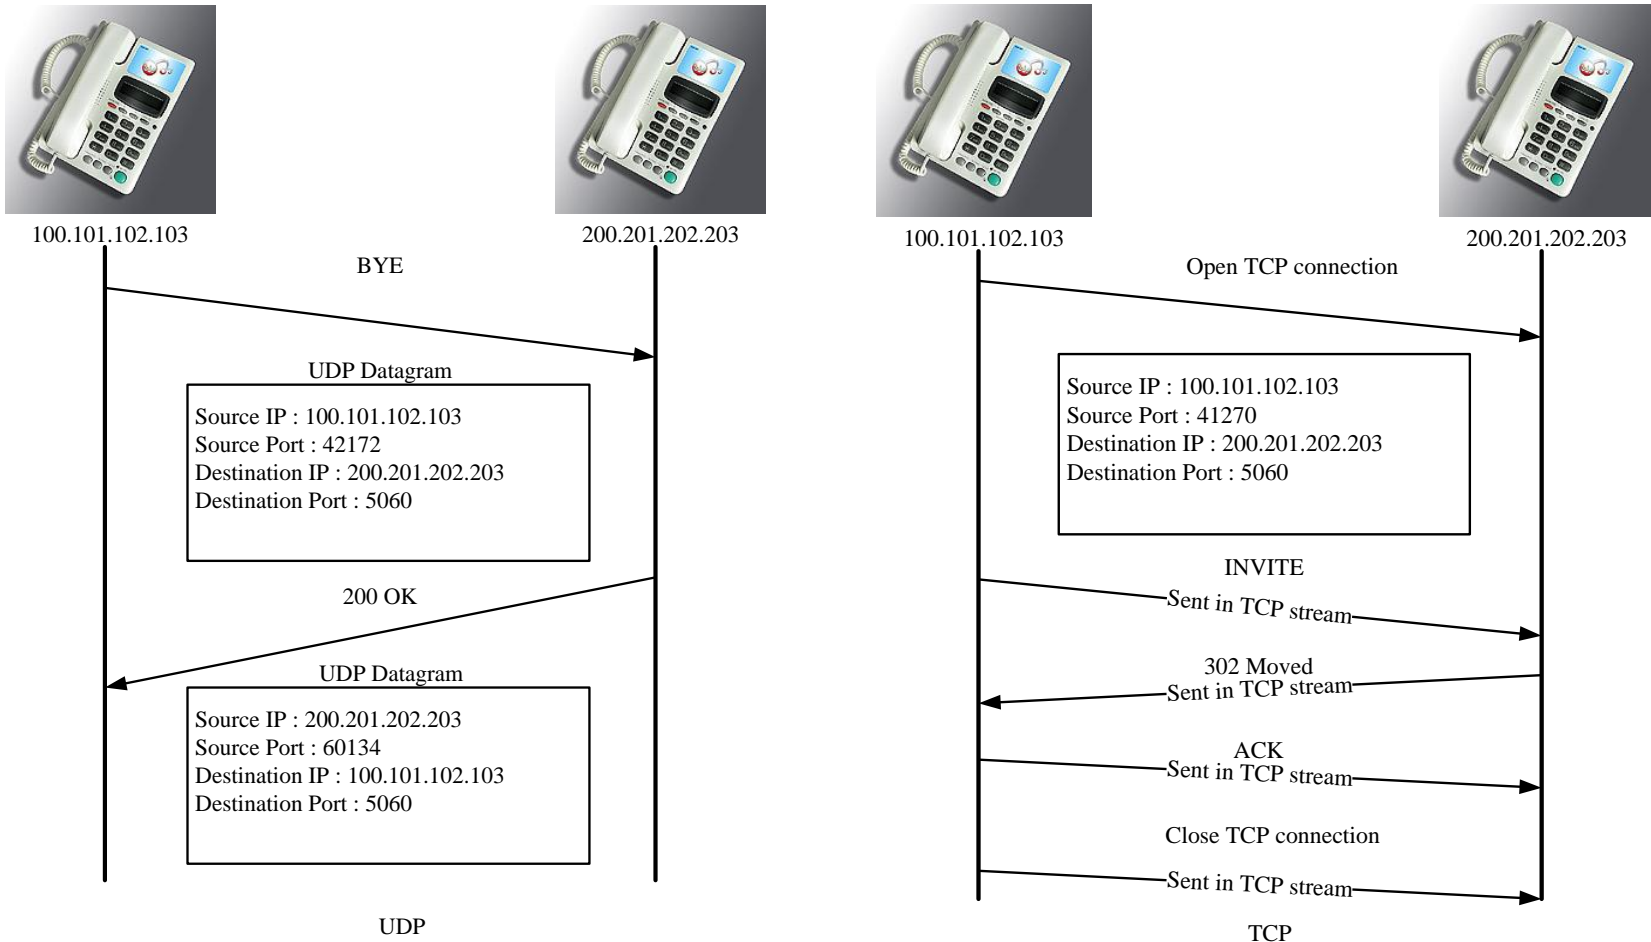 100.101.102.103
200.201.202.203
BYE
UDP Datagram
Source IP : 100.101.102.103
Source Port : 42172
Destination IP : 200.201.202.203
Destination Port : 5060
200 OK
UDP Datagram
Source IP : 200.201.202.203
Source Port : 60134
Destination IP : 100.101.102.103
Destination Port : 5060
UDP
100.101.102.103
200.201.202.203
Open TCP connection
Source IP : 100.101.102.103
Source Port : 41270
Destination IP : 200.201.202.203
Destination Port : 5060
INVITE
Sent in TCP stream
302 Moved
Sent in TCP stream
ACK
Sent in TCP stream
Close TCP connection
Sent in TCP stream
TCP